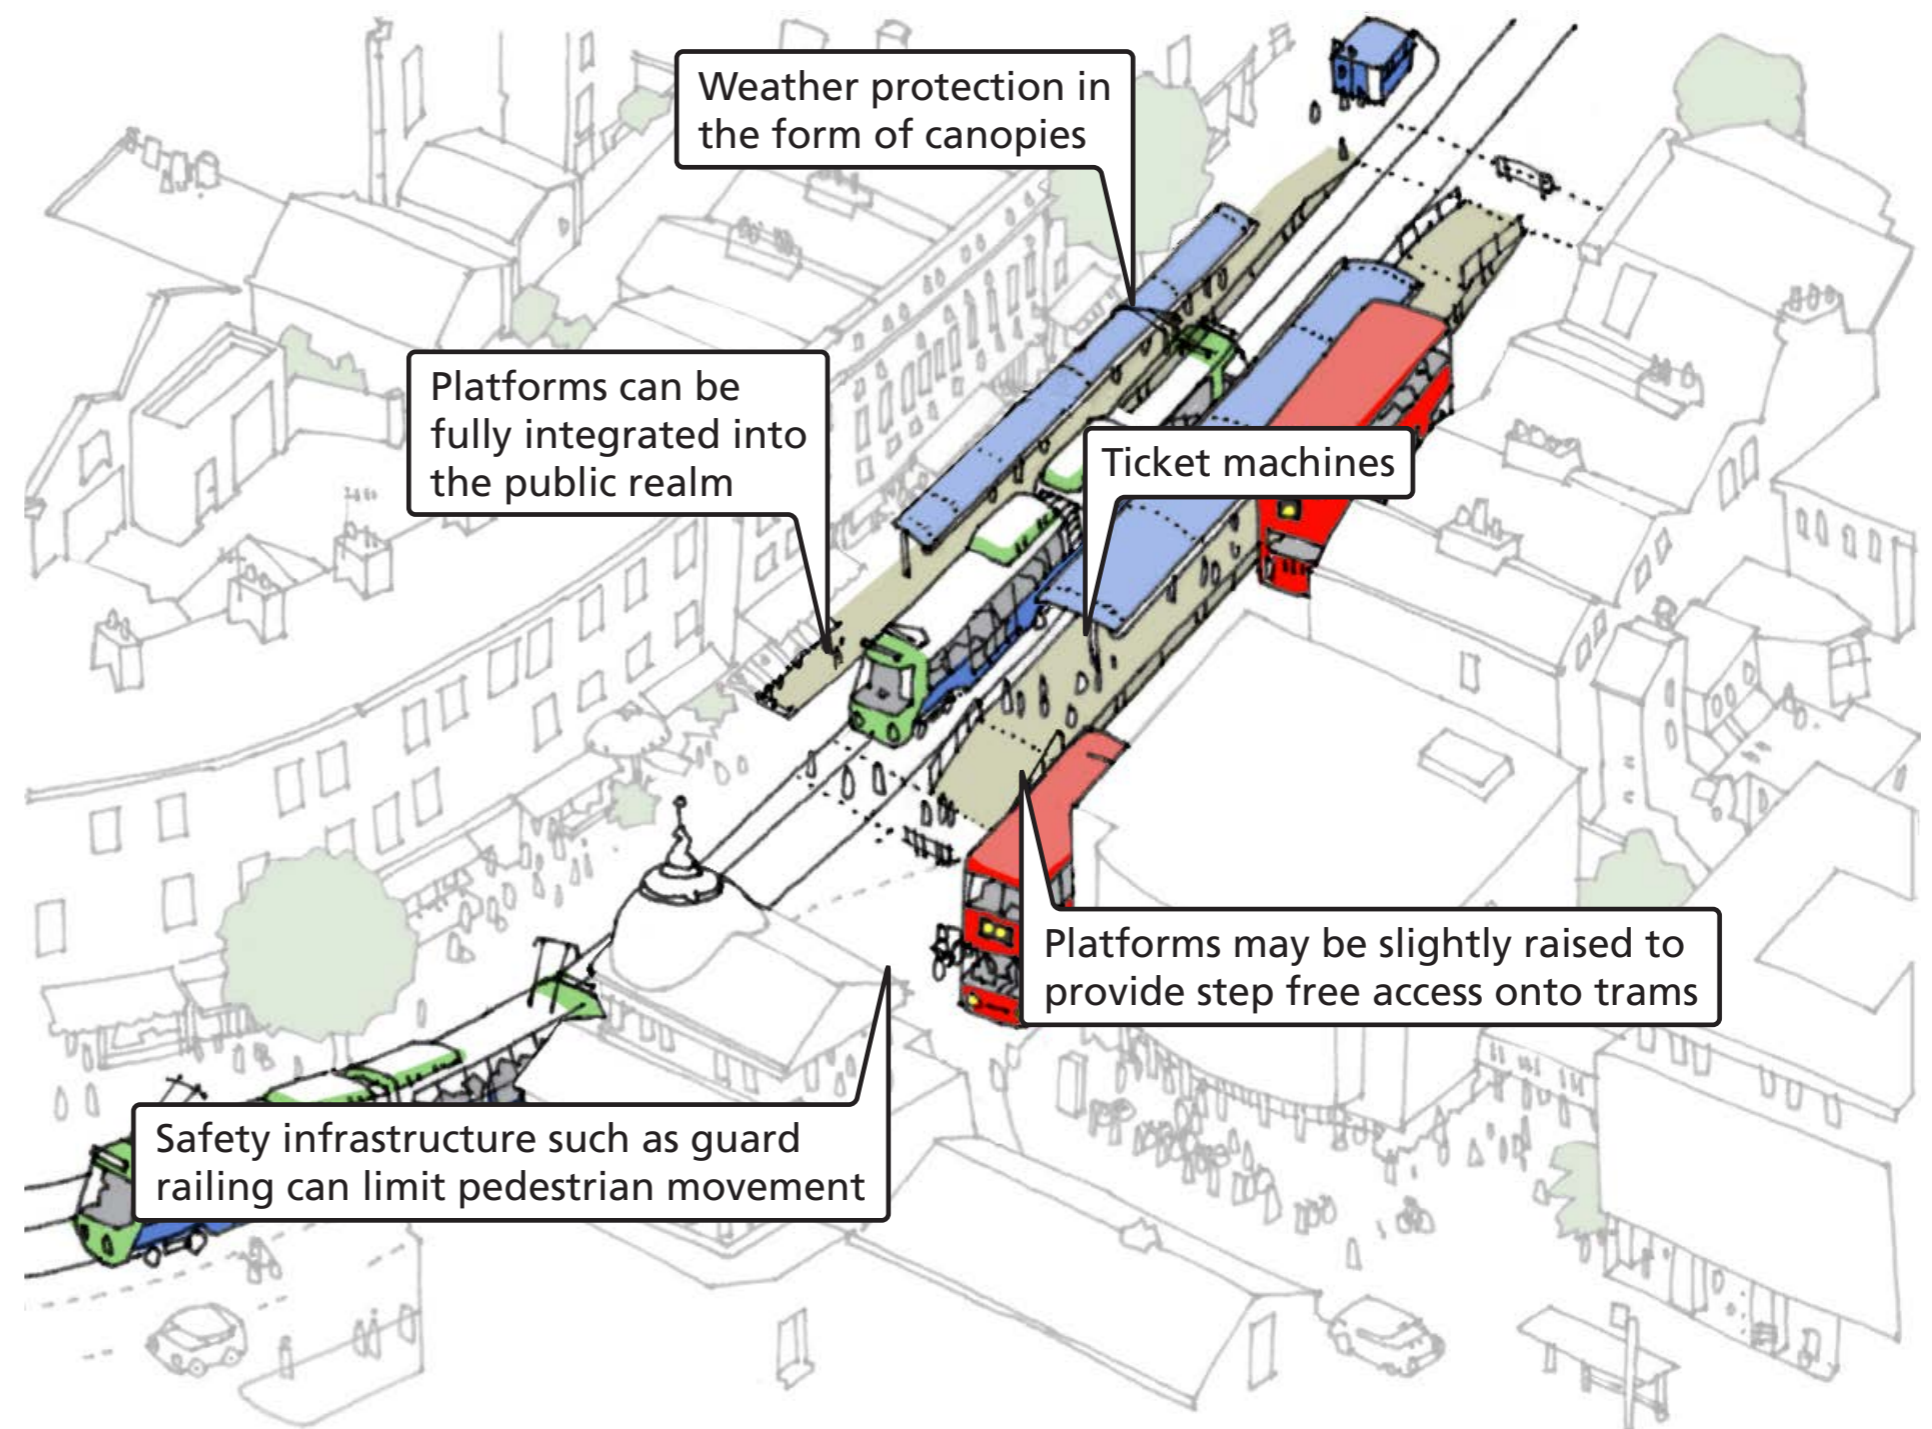 Weather protection in
the form of canopies
Platforms can be
fully integrated into
the public realm
Ticket machines
Platforms may be slightly raised to
provide step free access onto trams
Safety infrastructure such as guard
railing can limit pedestrian movement